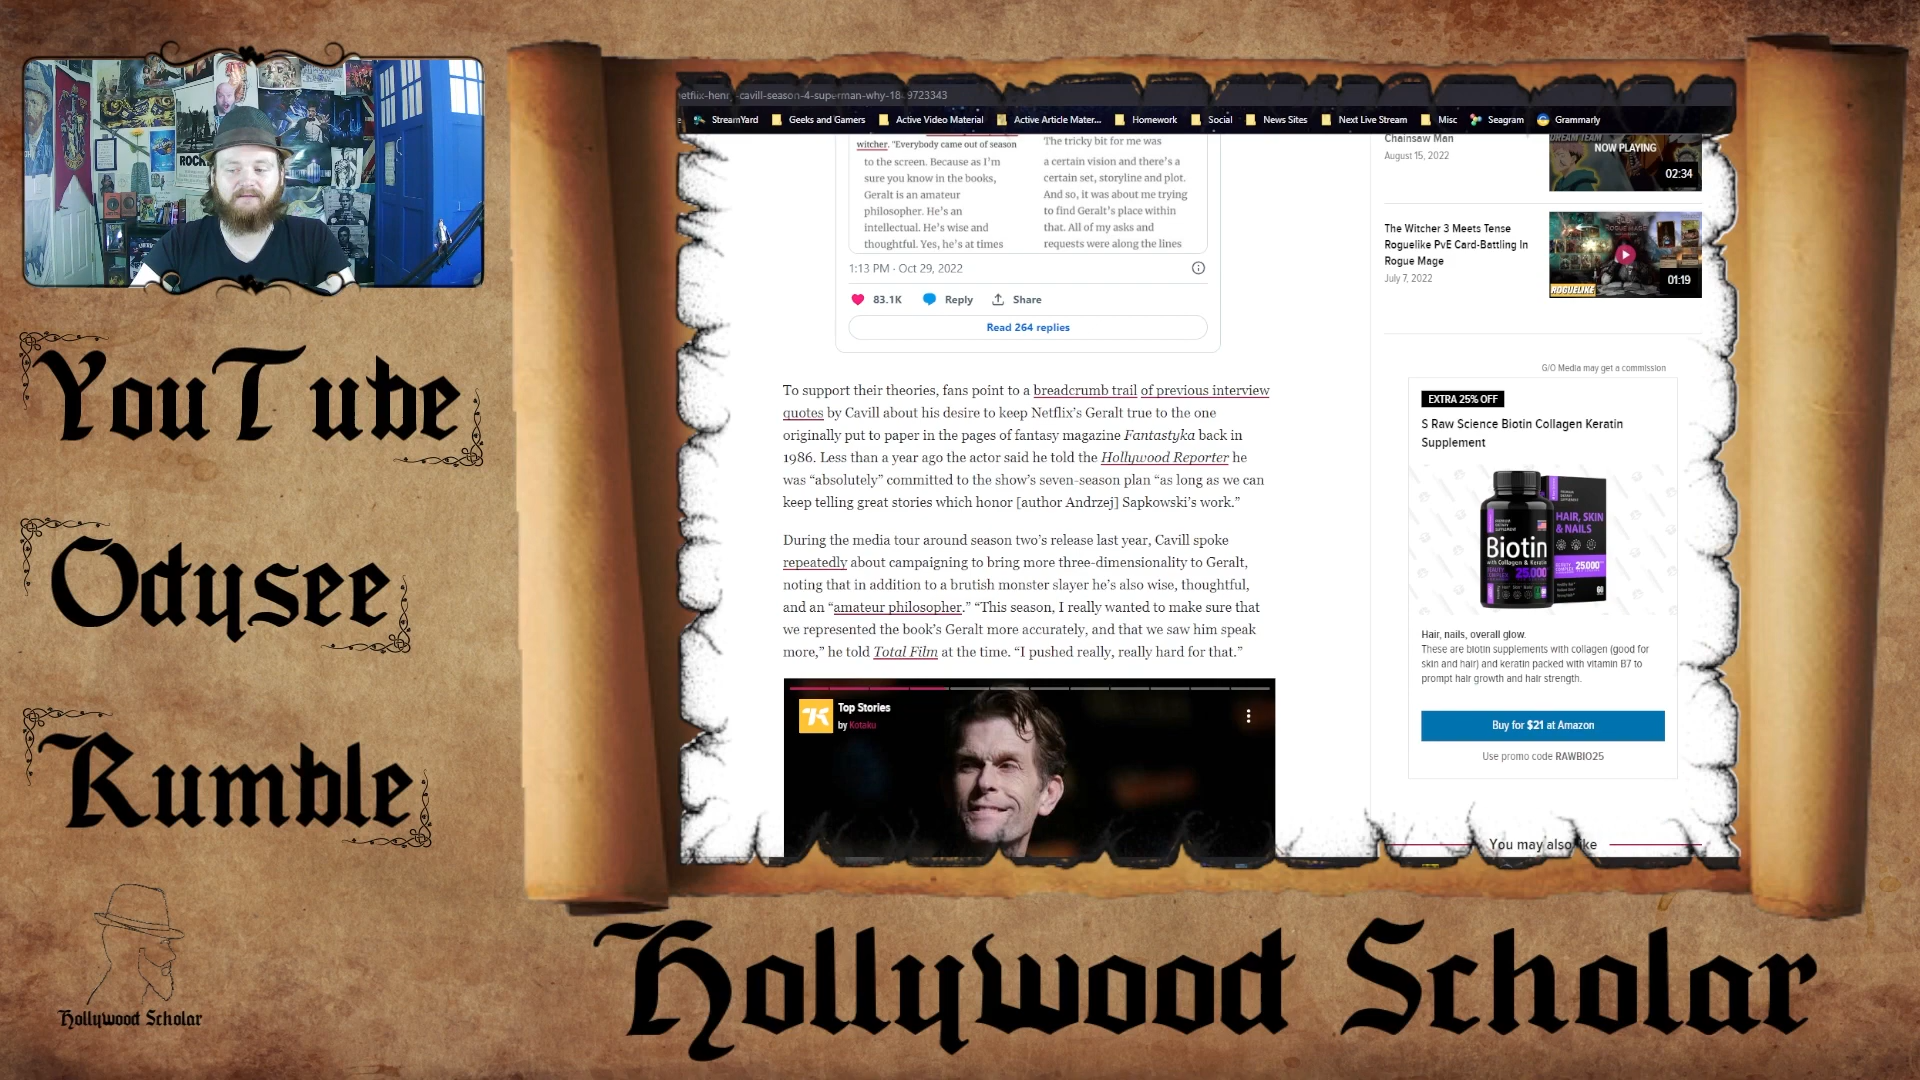 etflix-henr -cavill-season-4-superman-why-18 9723343
StreamYard Geeks and Gamers Active Video Material Active Article Mater... Homework Social News Sites Next Live Stream Misc Seagram Grammarly
witcher. "Everybody came out of season
to the screen. Because as I'm
sure you know in the books,
Geralt is an amateur
philosopher. He's an
intellectual. He's wise and
thoughtful. Yes, he's at times
The tricky bit for me was
a certain vision and there's a
certain set, storyline and plot.
And so, it was about me trying
to find Geralt's place within
that. All of my asks and
requests were along the lines
1:13 PM · Oct 29, 2022
83.1K Reply Share
Read 264 replies
To support their theories, fans point to a breadcrumb trail of previous interview
quotes by Cavill about his desire to keep Netflix's Geralt true to the one
originally put to paper in the pages of fantasy magazine Fantastyka back in
1986. Less than a year ago the actor said he told the Hollywood Reporter he
was "absolutely" committed to the show's seven-season plan "as long as we can
keep telling great stories which honor [author Andrzej] Sapkowski's work."
During the media tour around season two's release last year, Cavill spoke
repeatedly about campaigning to bring more three-dimensionality to Geralt,
noting that in addition to a brutish monster slayer he's also wise, thoughtful,
and an "amateur philosopher." "This season, I really wanted to make sure that
we represented the book's Geralt more accurately, and that we saw him speak
more," he told Total Film at the time. "I pushed really, really hard for that."
Top Stories
by Kotaku
Chainsaw Man
August 15, 2022
DREAM TEAM
NOW PLAYING
02:34
The Witcher 3 Meets Tense
Roguelike PvE Card-Battling In
Rogue Mage
July 7, 2022
ROGUE MAGE
ROGUELIKE
01:19
G/O Media may get a commission
EXTRA 25% OFF
S Raw Science Biotin Collagen Keratin
Supplement
Biotin
with Collagen & Keratin
25.000
HAIR, SKIN
& NAILS
25.000
Hair, nails, overall glow.
These are biotin supplements with collagen (good for
skin and hair) and keratin packed with vitamin B7 to
prompt hair growth and hair strength.
Buy for $21 at Amazon
Use promo code RAWBIO25
You may also like
ROCK
YouTube
Odysee
Rumble
Hollywood Scholar
Hollywood Scholar